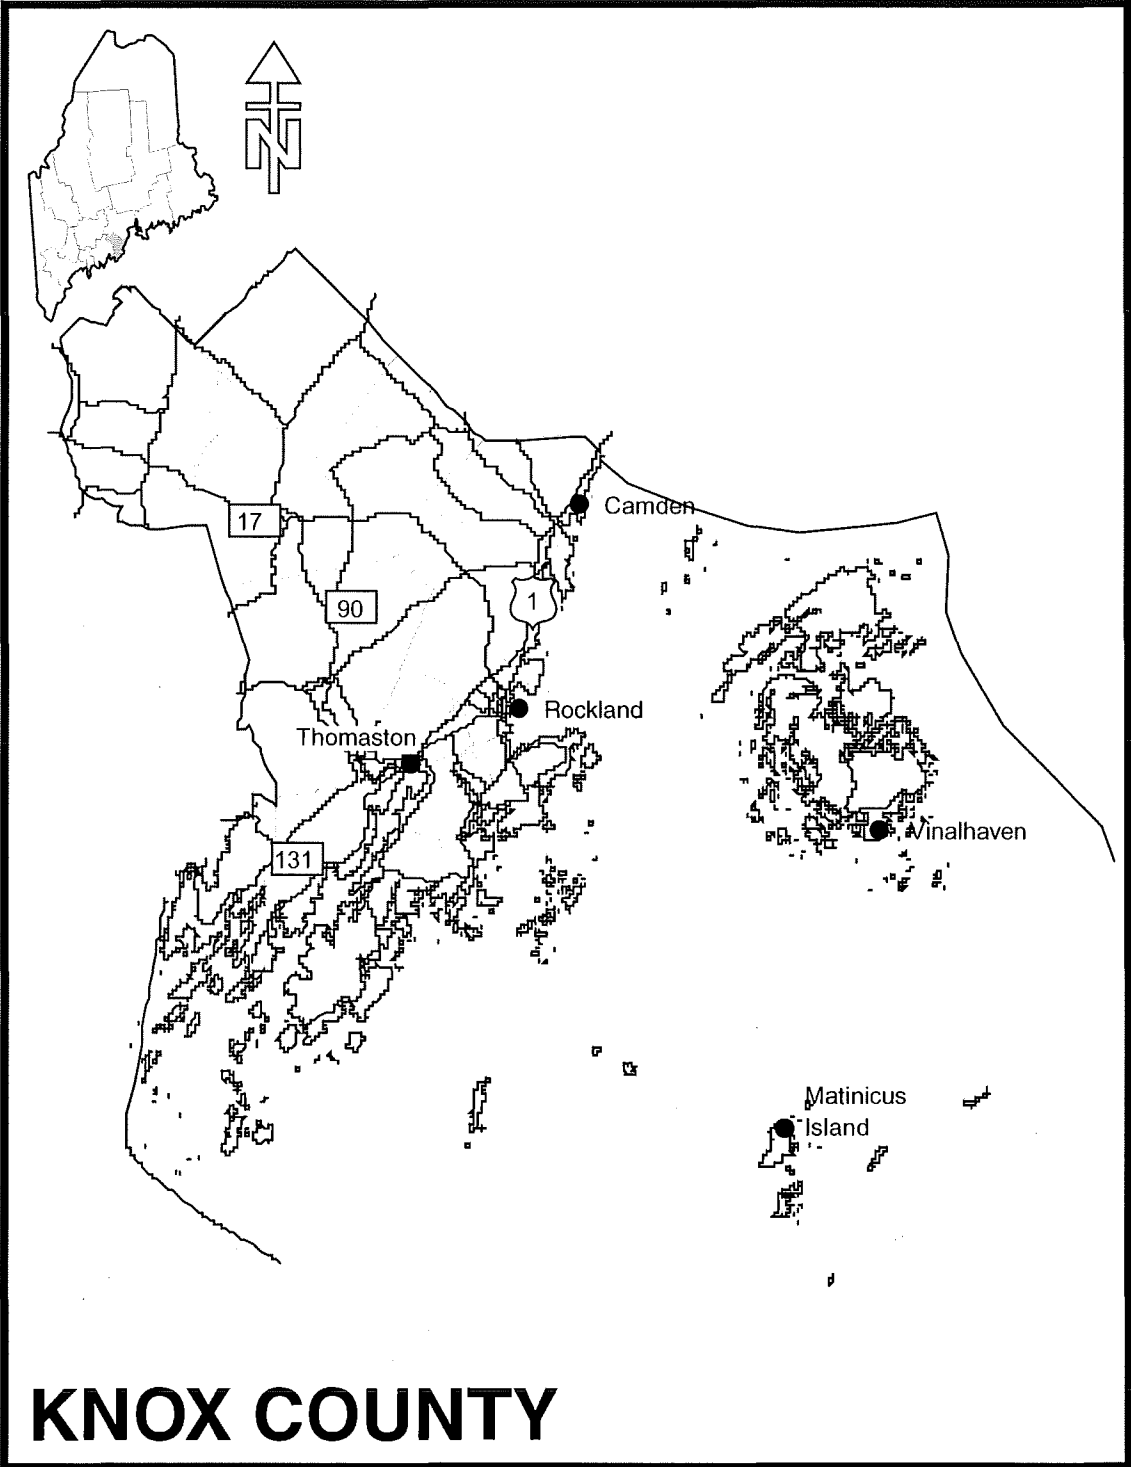 N
Camden
17
90
1
Rockland
Thomaston
Vinalhaven
131
Matinicus
Island
KNOX COUNTY